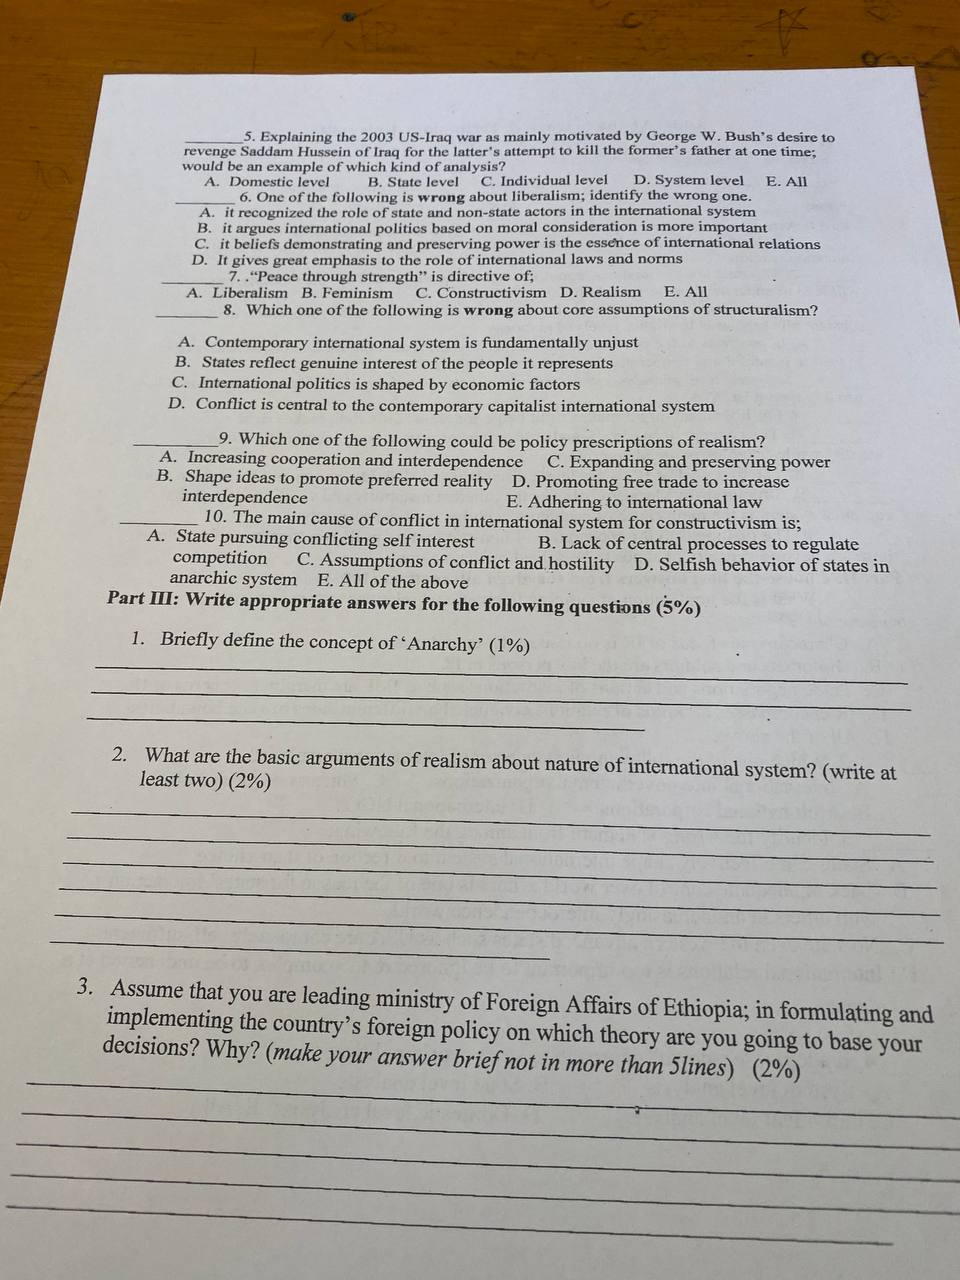 _______5. Explaining the 2003 US-Iraq war as mainly motivated by George W. Bush's desire to
revenge Saddam Hussein of Iraq for the latter's attempt to kill the former's father at one time;
would be an example of which kind of analysis?
A. Domestic level B. State level C. Individual level D. System level E. All
_______ 6. One of the following is wrong about liberalism; identify the wrong one.
A. it recognized the role of state and non-state actors in the international system
B. it argues international politics based on moral consideration is more important
C. it beliefs demonstrating and preserving power is the essence of international relations
D. It gives great emphasis to the role of international laws and norms
_______ 7. .“Peace through strength” is directive of;
A. Liberalism B. Feminism C. Constructivism D. Realism E. All
_______ 8. Which one of the following is wrong about core assumptions of structuralism?
A. Contemporary international system is fundamentally unjust
B. States reflect genuine interest of the people it represents
C. International politics is shaped by economic factors
D. Conflict is central to the contemporary capitalist international system
_________9. Which one of the following could be policy prescriptions of realism?
A. Increasing cooperation and interdependence C. Expanding and preserving power
B. Shape ideas to promote preferred reality D. Promoting free trade to increase
interdependence E. Adhering to international law
________ 10. The main cause of conflict in international system for constructivism is;
A. State pursuing conflicting self interest B. Lack of central processes to regulate
competition C. Assumptions of conflict and hostility D. Selfish behavior of states in
anarchic system E. All of the above
Part III: Write appropriate answers for the following questions (5%)
1. Briefly define the concept of ‘Anarchy’ (1%)
2. What are the basic arguments of realism about nature of international system? (write at
least two) (2%)
3. Assume that you are leading ministry of Foreign Affairs of Ethiopia; in formulating and
implementing the country's foreign policy on which theory are you going to base your
decisions? Why? (make your answer brief not in more than 5lines) (2%)